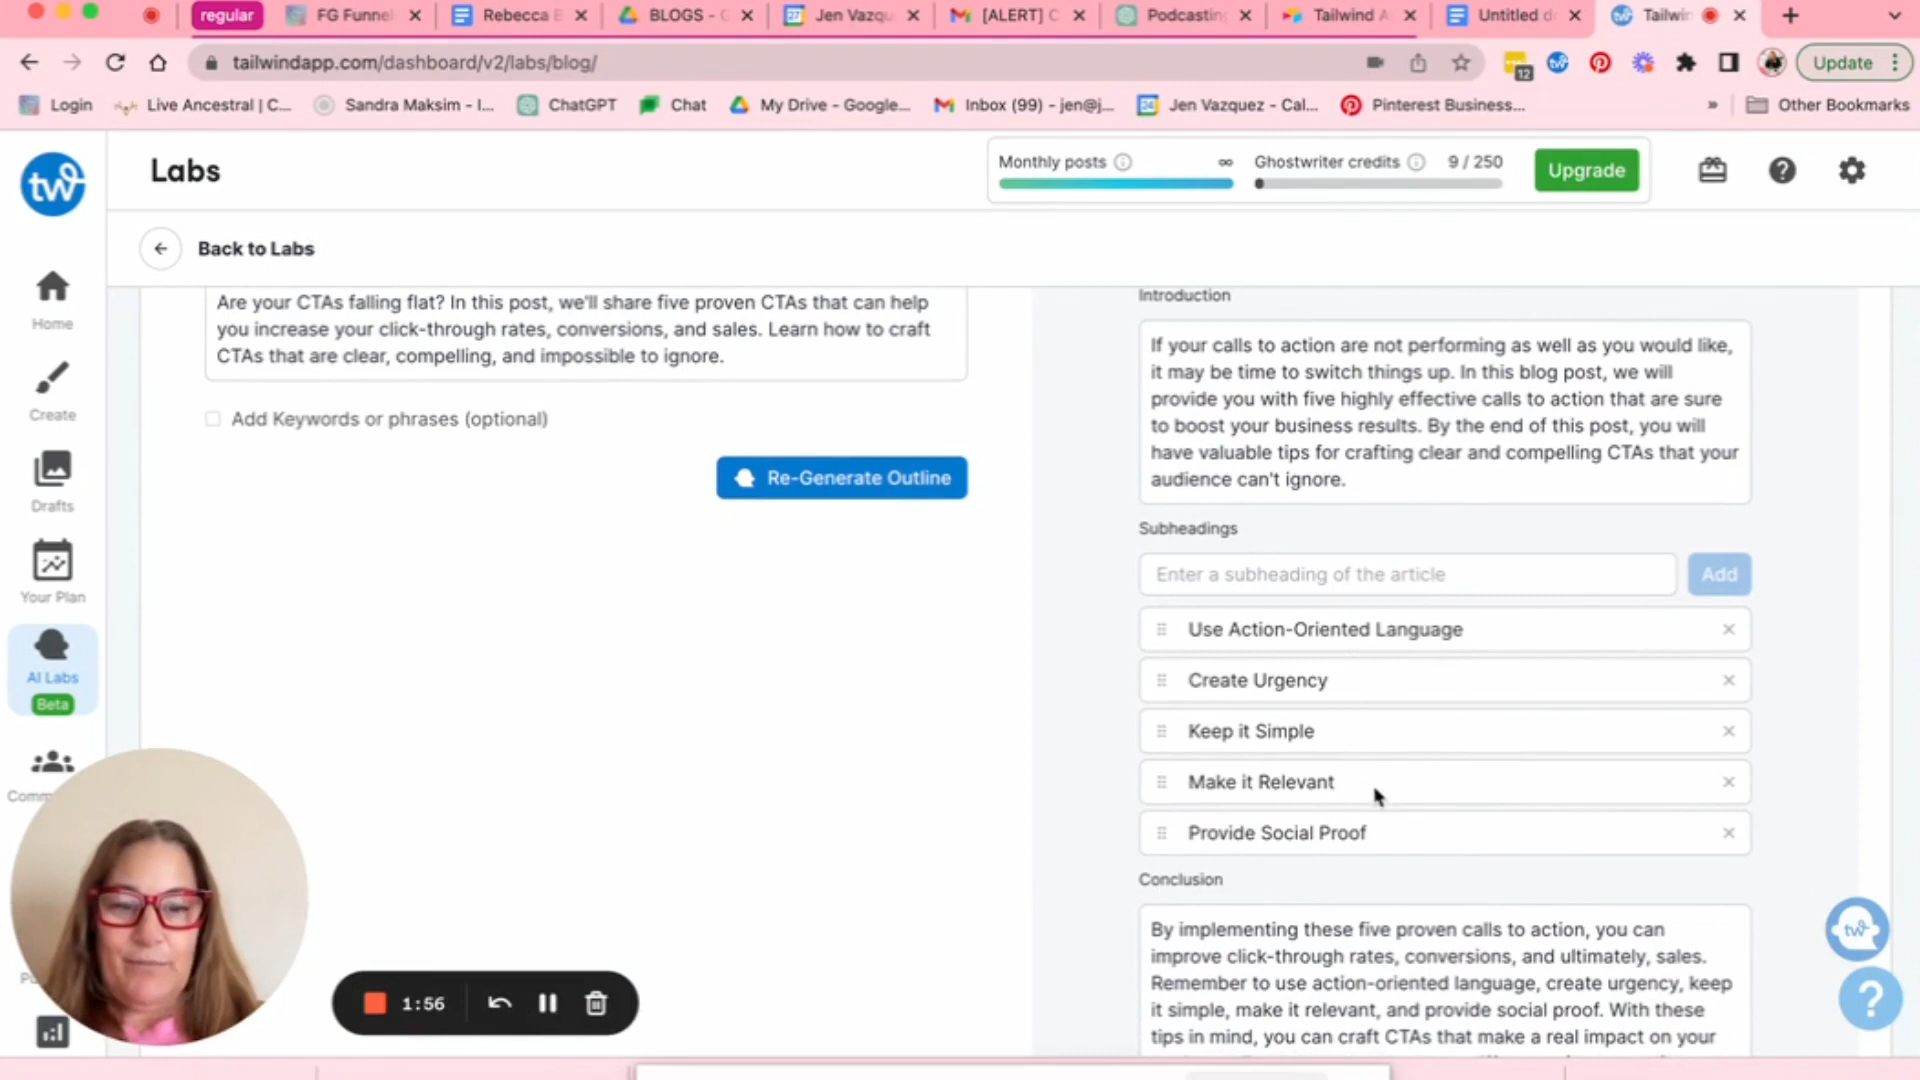 regular
FG Funne
Rebecca
BLOGS - G
Jen Vazqu
[ALERT] C
Podcasting
Tailwind A
Untitled d
Tailwin
tailwindapp.com/dashboard/v2/labs/blog/
12
Update
Login
Live Ancestral | C...
Sandra Maksim - I...
ChatGPT
Chat
My Drive - Google...
Inbox (99) - jen@j...
Jen Vazquez - Cal...
Pinterest Business...
»
Other Bookmarks
tw
Labs
Monthly posts ∞
Ghostwriter credits 9 / 250
Upgrade
Back to Labs
Home
Create
Drafts
Your Plan
AI Labs
Beta
Comm
Are your CTAs falling flat? In this post, we'll share five proven CTAs that can help
you increase your click-through rates, conversions, and sales. Learn how to craft
CTAs that are clear, compelling, and impossible to ignore.
Add Keywords or phrases (optional)
Re-Generate Outline
Introduction
If your calls to action are not performing as well as you would like,
it may be time to switch things up. In this blog post, we will
provide you with five highly effective calls to action that are sure
to boost your business results. By the end of this post, you will
have valuable tips for crafting clear and compelling CTAs that your
audience can't ignore.
Subheadings
Enter a subheading of the article
Add
Use Action-Oriented Language
Create Urgency
Keep it Simple
Make it Relevant
Provide Social Proof
Conclusion
By implementing these five proven calls to action, you can
improve click-through rates, conversions, and ultimately, sales.
Remember to use action-oriented language, create urgency, keep
it simple, make it relevant, and provide social proof. With these
tips in mind, you can craft CTAs that make a real impact on your
1:56
tw
?